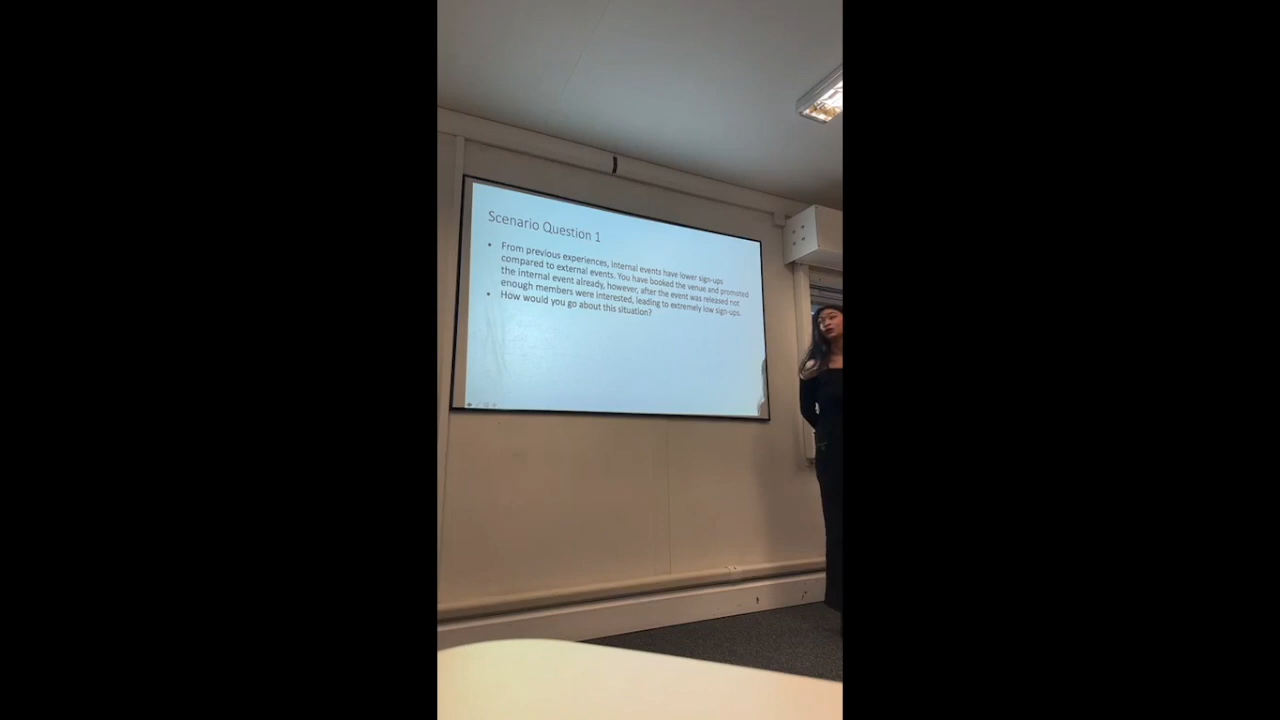 Scenario Question 1
• From previous experiences, internal events have lower sign-ups
compared to external events. You have booked the venue and promoted
the internal event already, however, after the event was released not
enough members were interested, leading to extremely low sign-ups.
• How would you go about this situation?